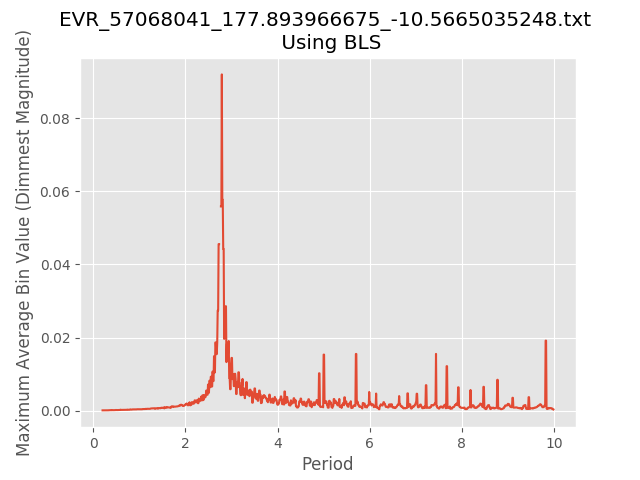 EVR_57068041_177.893966675_-10.5665035248.txt
Using BLS
Maximum Average Bin Value (Dimmest Magnitude)
0.08
0.06
0.04
0.02
0.00
0
2
4
6
8
10
Period